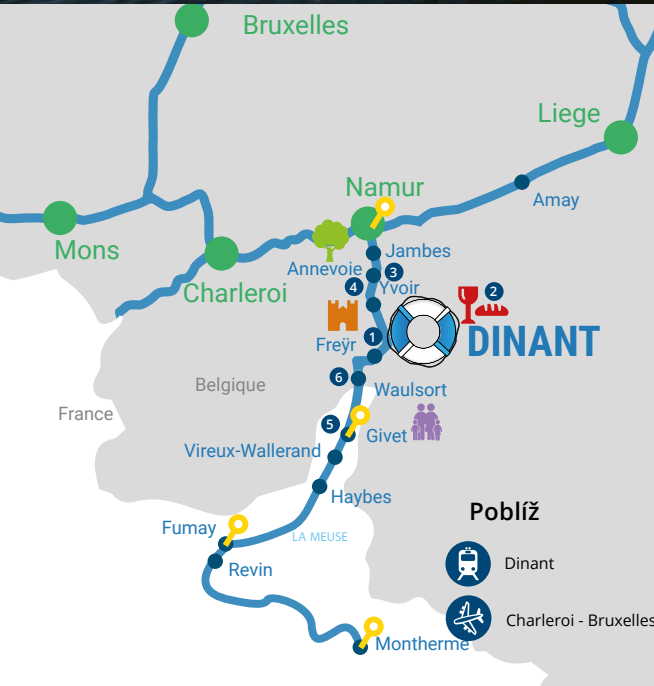 Bruxelles
Liege
Namur
Amay
Mons
Jambes
Annevoie
3
4
Yvoir
Charleroi
2
1
DINANT
Freÿr
6
Belgique
Waulsort
France
5
Givet
Vireux-Wallerand
Haybes
Poblíž
Fumay
LA MEUSE
Dinant
Revin
Charleroi - Bruxelles
Monthermé